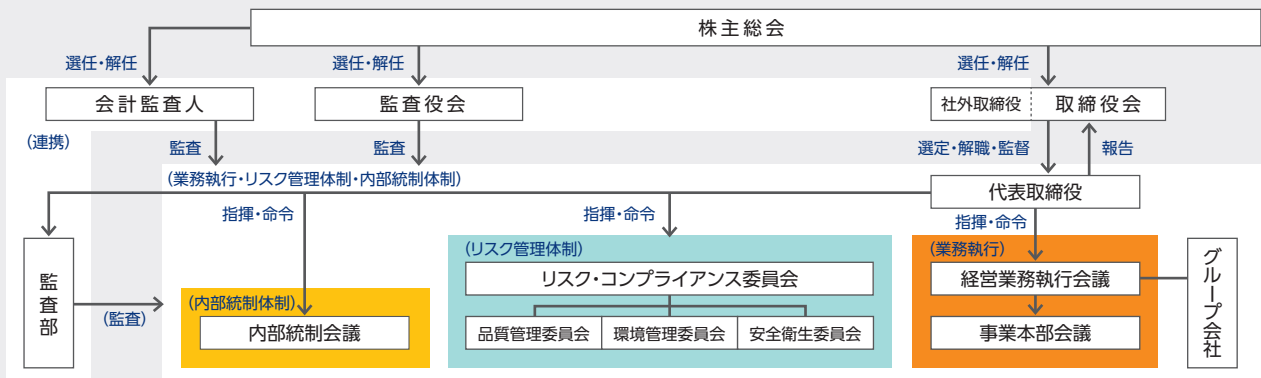 株主総会
選任・解任
選任・解任
選任・解任
会計監査人
監査役会
社外取締役
取締役会
(連携)
監査
監査
選定・解職・監督
報告
(業務執行・リスク管理体制・内部統制体制)
代表取締役
指揮・命令
指揮・命令
指揮・命令
監査部
(監査)
(内部統制体制)
内部統制会議
(リスク管理体制)
リスク・コンプライアンス委員会
品質管理委員会
環境管理委員会
安全衛生委員会
(業務執行)
経営業務執行会議
事業本部会議
グループ会社